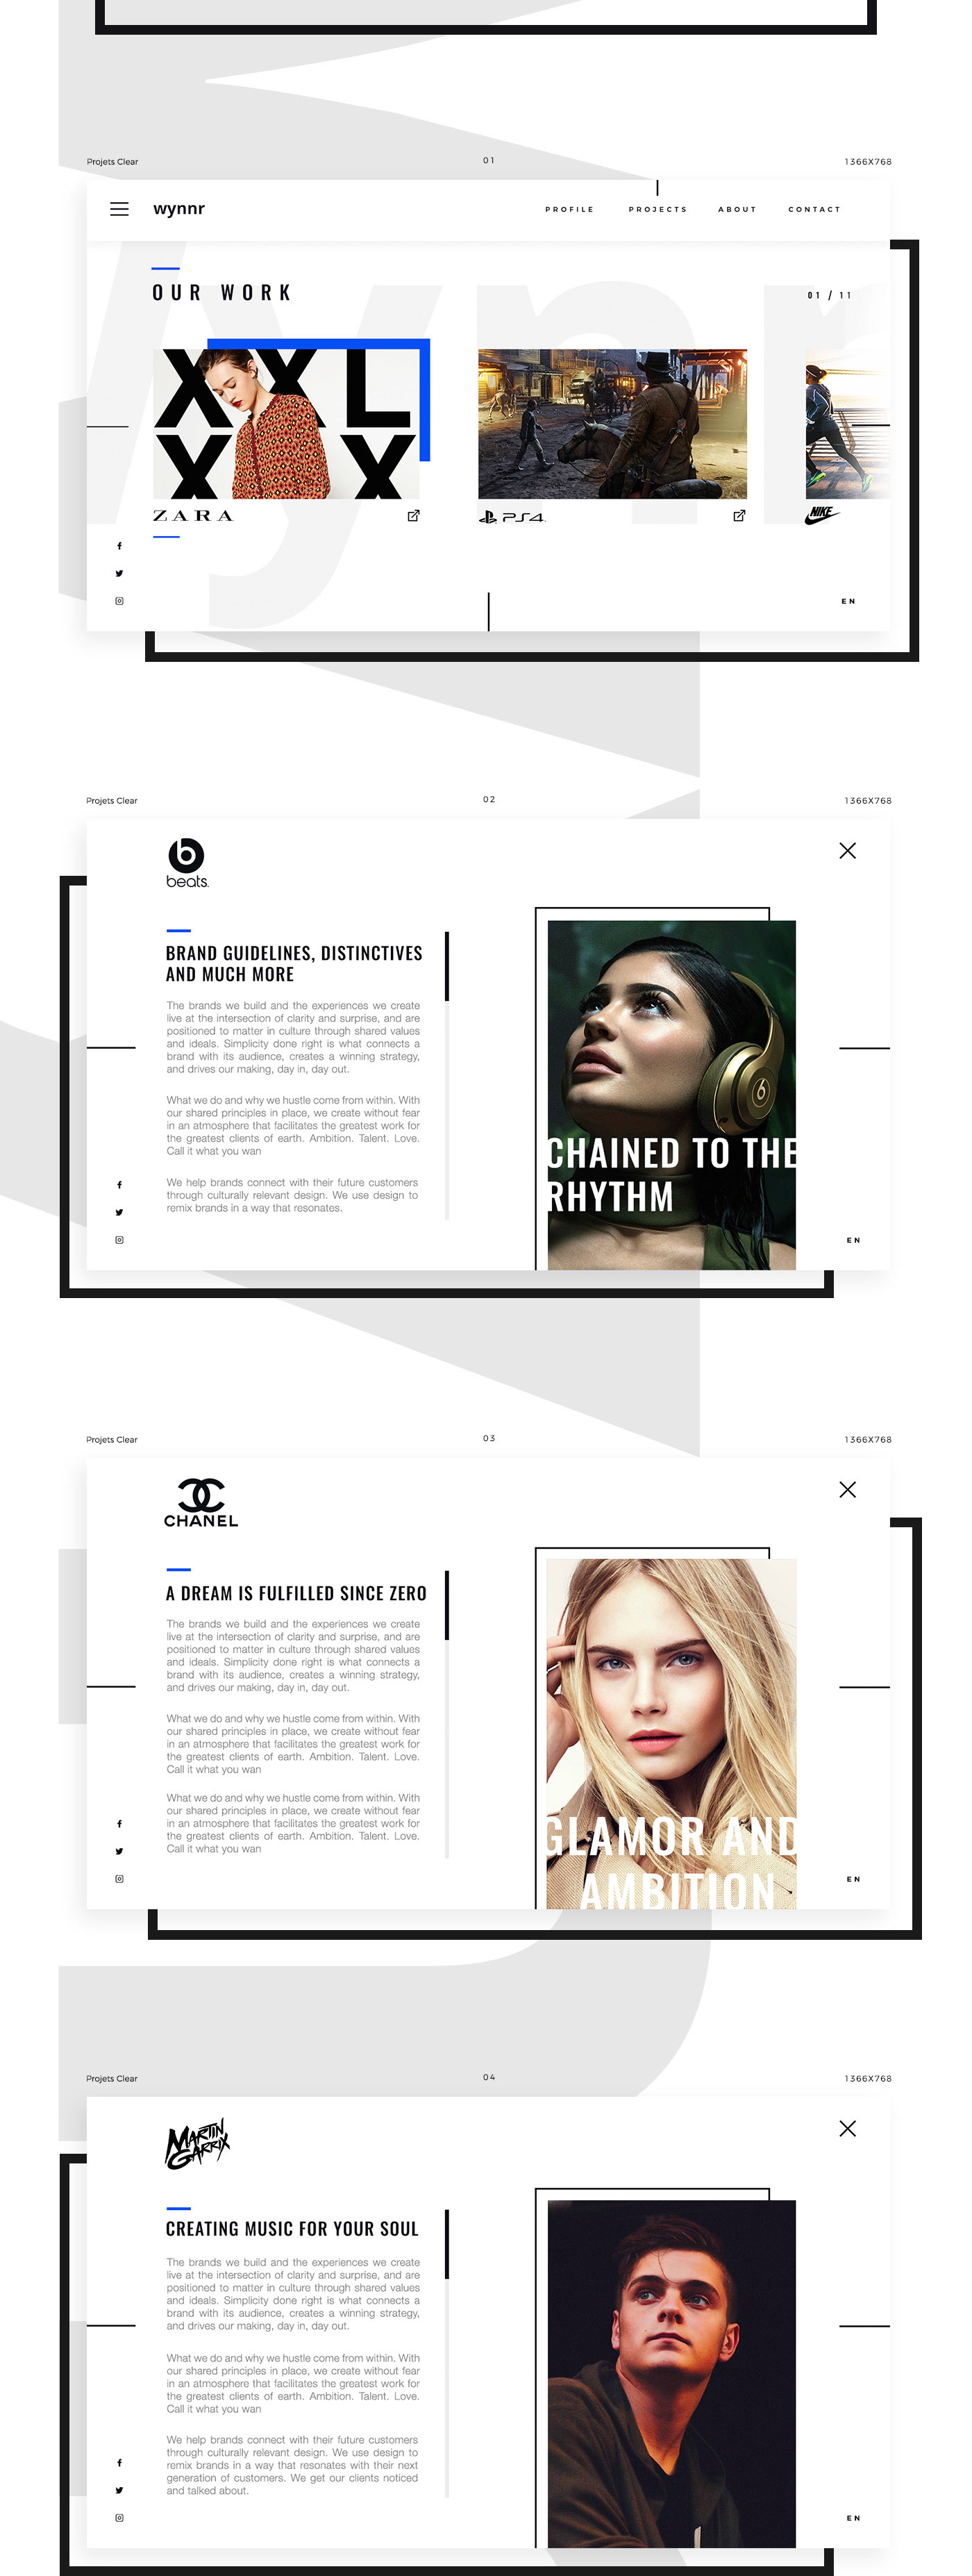 Projets Clear
01
1366X768
wynnr
PROFILE
PROJECTS
ABOUT
CONTACT
wynnr
OUR WORK
01 / 11
XXL
XX
ZARA
PS4
NIKE
EN
Projets Clear
02
1366X768
b
beats.
BRAND GUIDELINES, DISTINCTIVES
AND MUCH MORE
The brands we build and the experiences we create
live at the intersection of clarity and surprise, and are
positioned to matter in culture through shared values
and ideals. Simplicity done right is what connects a
brand with its audience, creates a winning strategy,
and drives our making, day in, day out.
What we do and why we hustle come from within. With
our shared principles in place, we create without fear
in an atmosphere that facilitates the greatest work for
the greatest clients of earth. Ambition. Talent. Love.
Call it what you wan
We help brands connect with their future customers
through culturally relevant design. We use design to
remix brands in a way that resonates.
CHAINED TO THE
RHYTHM
EN
Projets Clear
03
1366X768
CHANEL
A DREAM IS FULFILLED SINCE ZERO
The brands we build and the experiences we create
live at the intersection of clarity and surprise, and are
positioned to matter in culture through shared values
and ideals. Simplicity done right is what connects a
brand with its audience, creates a winning strategy,
and drives our making, day in, day out.
What we do and why we hustle come from within. With
our shared principles in place, we create without fear
in an atmosphere that facilitates the greatest work for
the greatest clients of earth. Ambition. Talent. Love.
Call it what you wan
What we do and why we hustle come from within. With
our shared principles in place, we create without fear
in an atmosphere that facilitates the greatest work for
the greatest clients of earth. Ambition. Talent. Love.
Call it what you wan
GLAMOR AND
AMBITION
EN
Projets Clear
04
1366X768
MARTIN
GARRIX
CREATING MUSIC FOR YOUR SOUL
The brands we build and the experiences we create
live at the intersection of clarity and surprise, and are
positioned to matter in culture through shared values
and ideals. Simplicity done right is what connects a
brand with its audience, creates a winning strategy,
and drives our making, day in, day out.
What we do and why we hustle come from within. With
our shared principles in place, we create without fear
in an atmosphere that facilitates the greatest work for
the greatest clients of earth. Ambition. Talent. Love.
Call it what you wan
We help brands connect with their future customers
through culturally relevant design. We use design to
remix brands in a way that resonates with their next
generation of customers. We get our clients noticed
and talked about.
EN